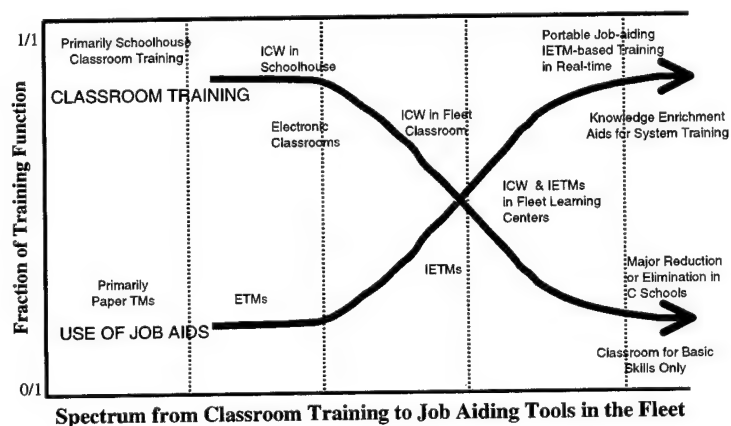 1/1
Primarily Schoolhouse
Classroom Training
CLASSROOM TRAINING
ICW in
Schoolhouse
Electronic
Classrooms
ICW in Fleet
Classroom
Portable Job-aiding
IETM-based Training
in Real-time
Knowledge Enrichment
Aids for System Training
ICW & IETMs
in Fleet Learning
Centers
Fraction of Training Function
Primarily
Paper TMs
USE OF JOB AIDS
ETMs
IETMs
Major Reduction
or Elimination in
C Schools
Classroom for Basic
Skills Only
0/1
Spectrum from Classroom Training to Job Aiding Tools in the Fleet